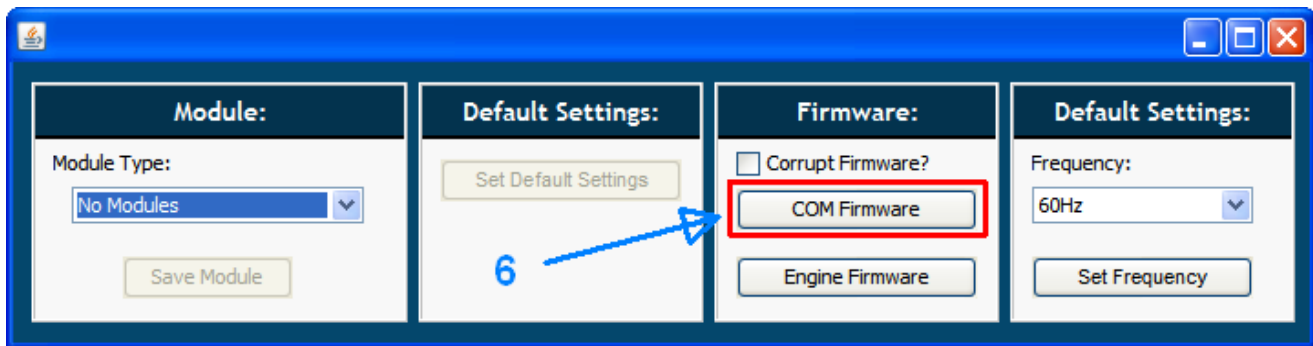 Module:
Module Type:
No Modules
Save Module
Default Settings:
Set Default Settings
6
Firmware:
Corrupt Firmware?
COM Firmware
Engine Firmware
Default Settings:
Frequency:
60Hz
Set Frequency